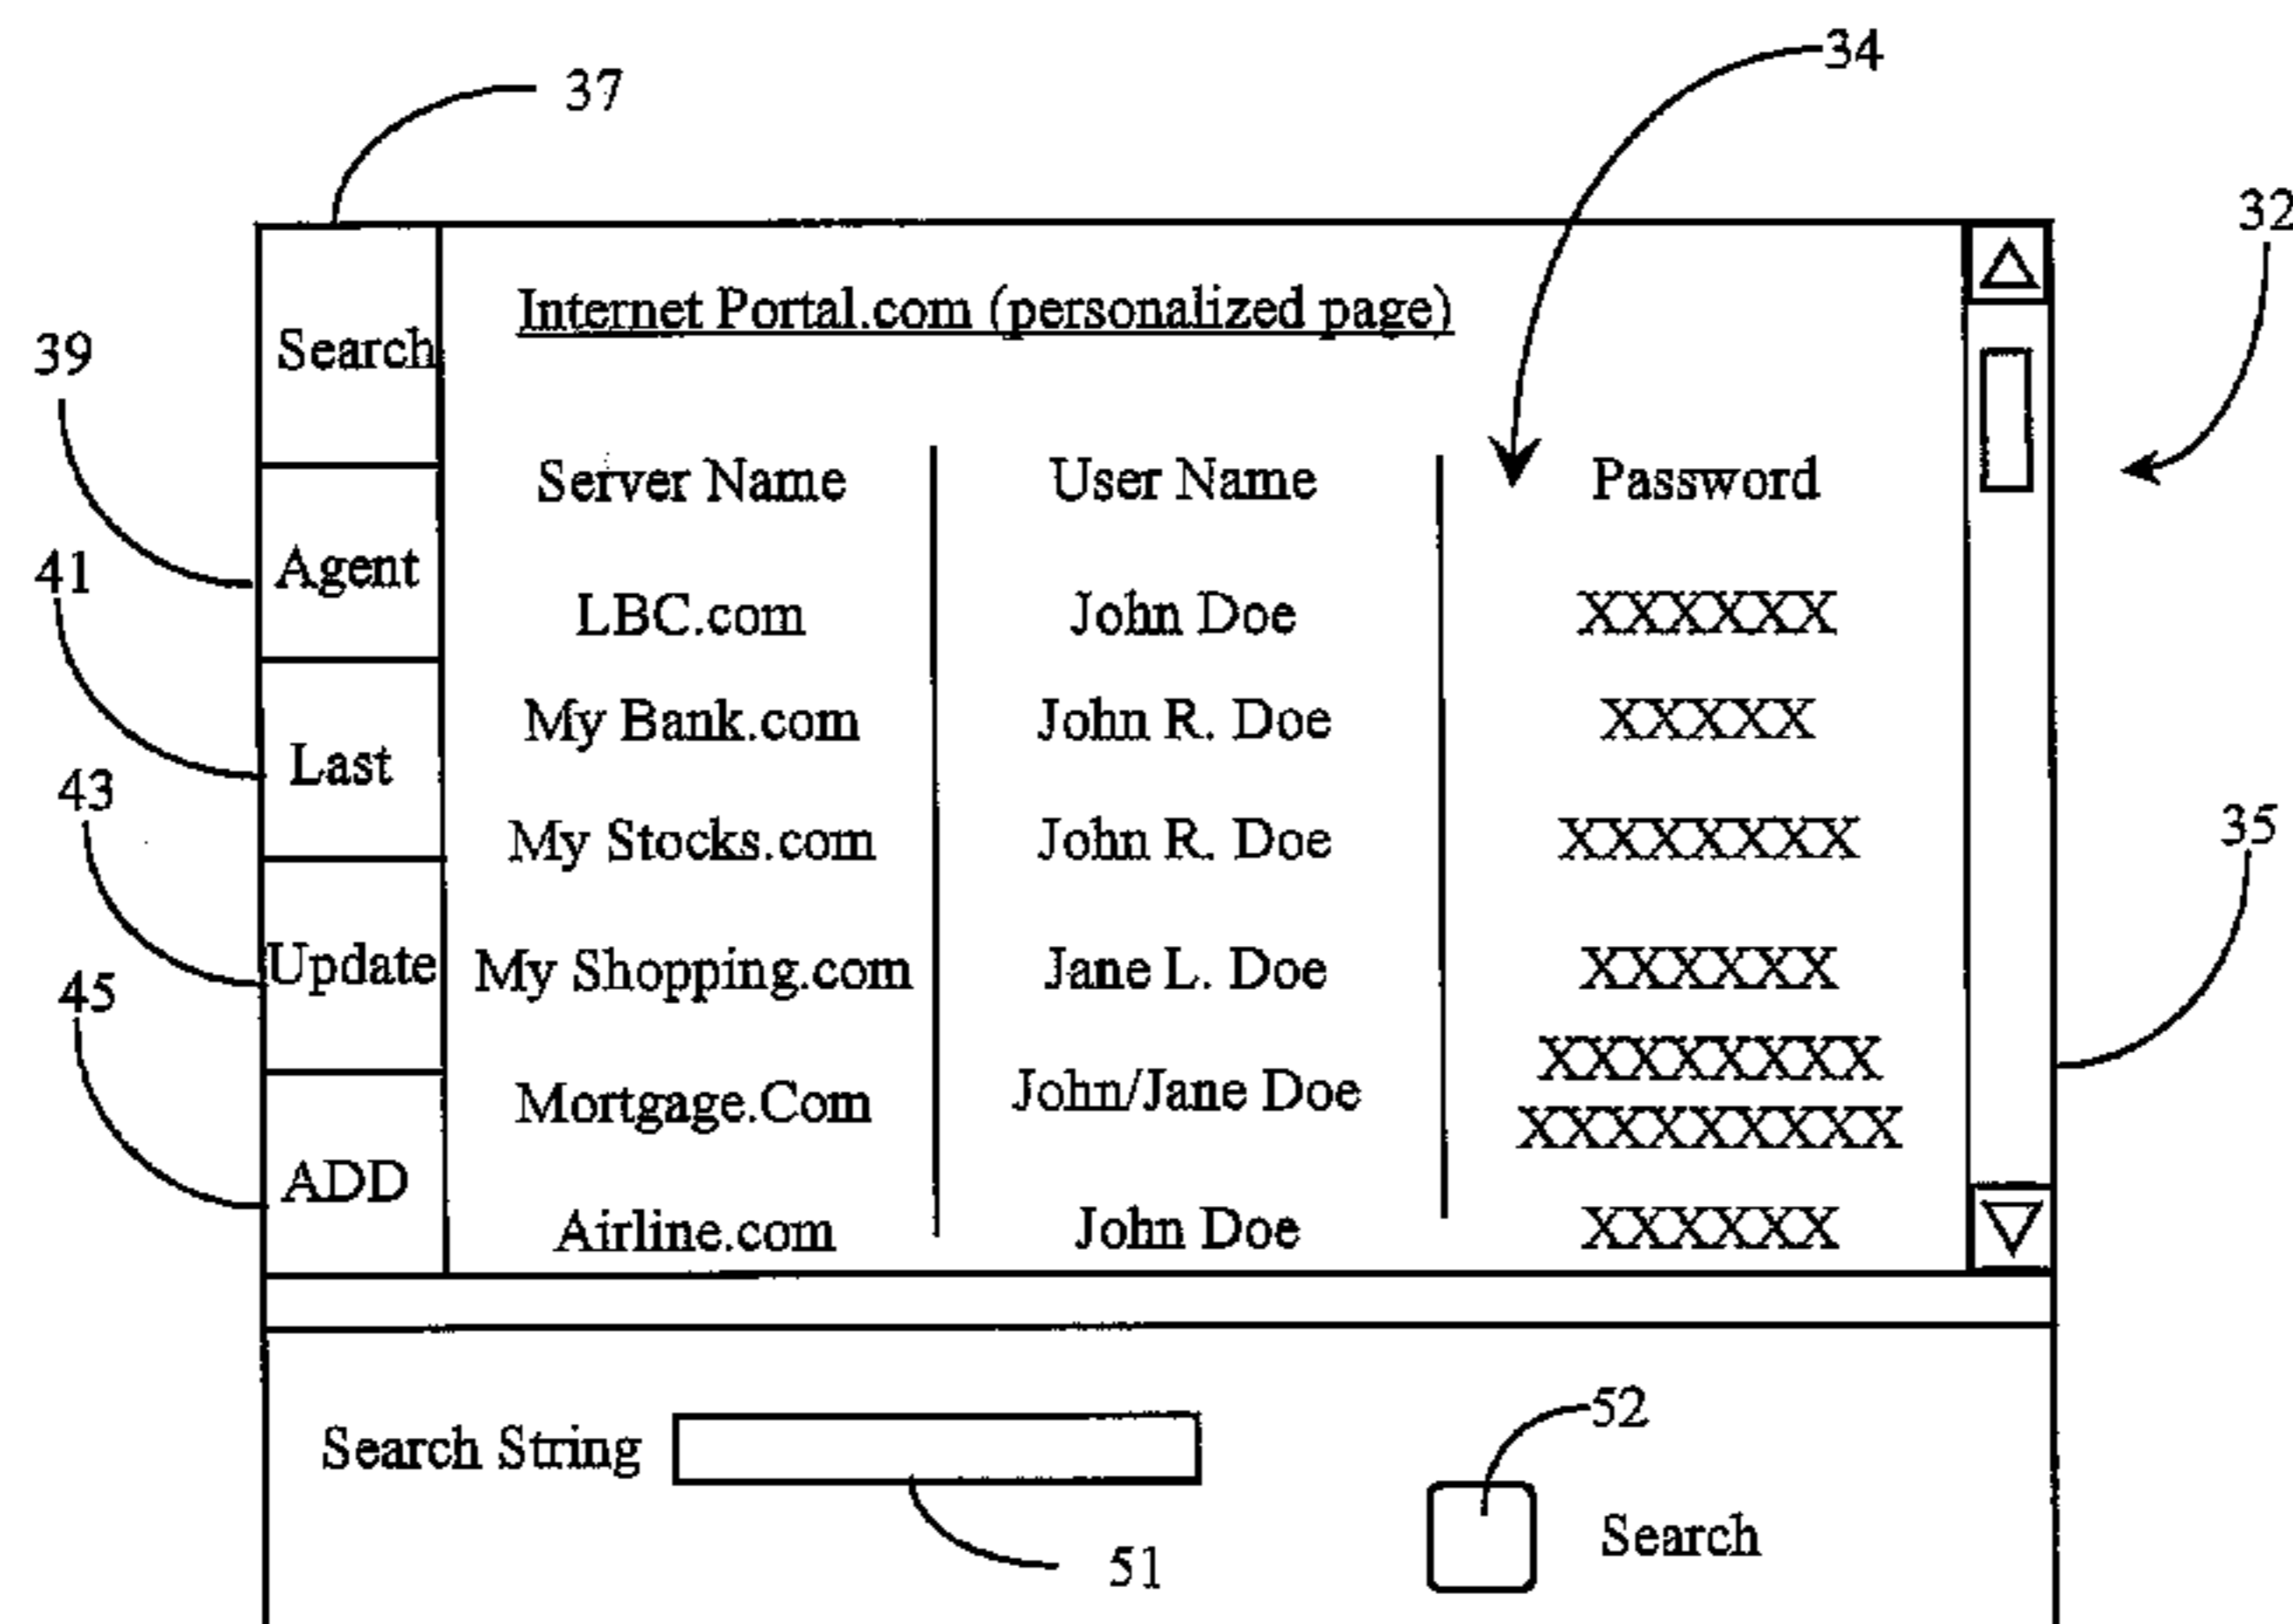 34
37
32
Internet Portal.com (personalized page)
Search
39
Server Name User Name Password
Agent
41
LBC.com John Doe XXXXXX
My Bank.com John R. Doe XXXXX
Last
43
My Stocks.com John R. Doe XXXXXXX
35
Update
My Shopping.com Jane L. Doe XXXXXX
45
Mortgage.Com John/Jane Doe XXXXXXXX
XXXXXXXXX
ADD
Airline.com John Doe XXXXXX
52
Search String
Search
51